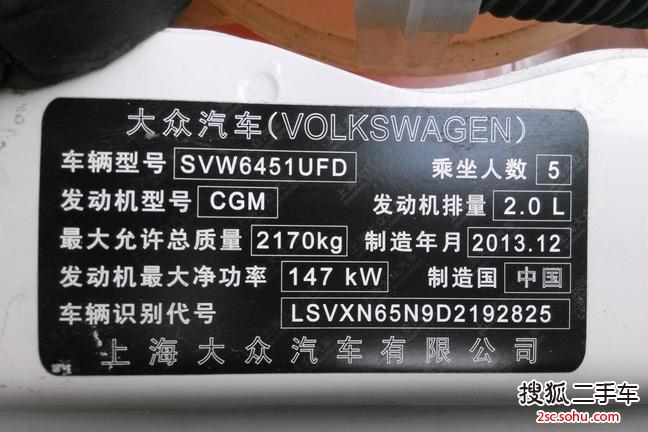 大众汽车(VOLKSWAGEN)
车辆型号 SVW6451UFD 乘坐人数 5
发动机型号 CGM 发动机排量 2.0 L
最大允许总质量 2170kg 制造年月 2013.12
发动机最大净功率 147 kW 制造国 中国
车辆识别代号 LSVXN65N9D2192825
上海大众汽车有限公司
搜狐二手车
2sc.sohu.com